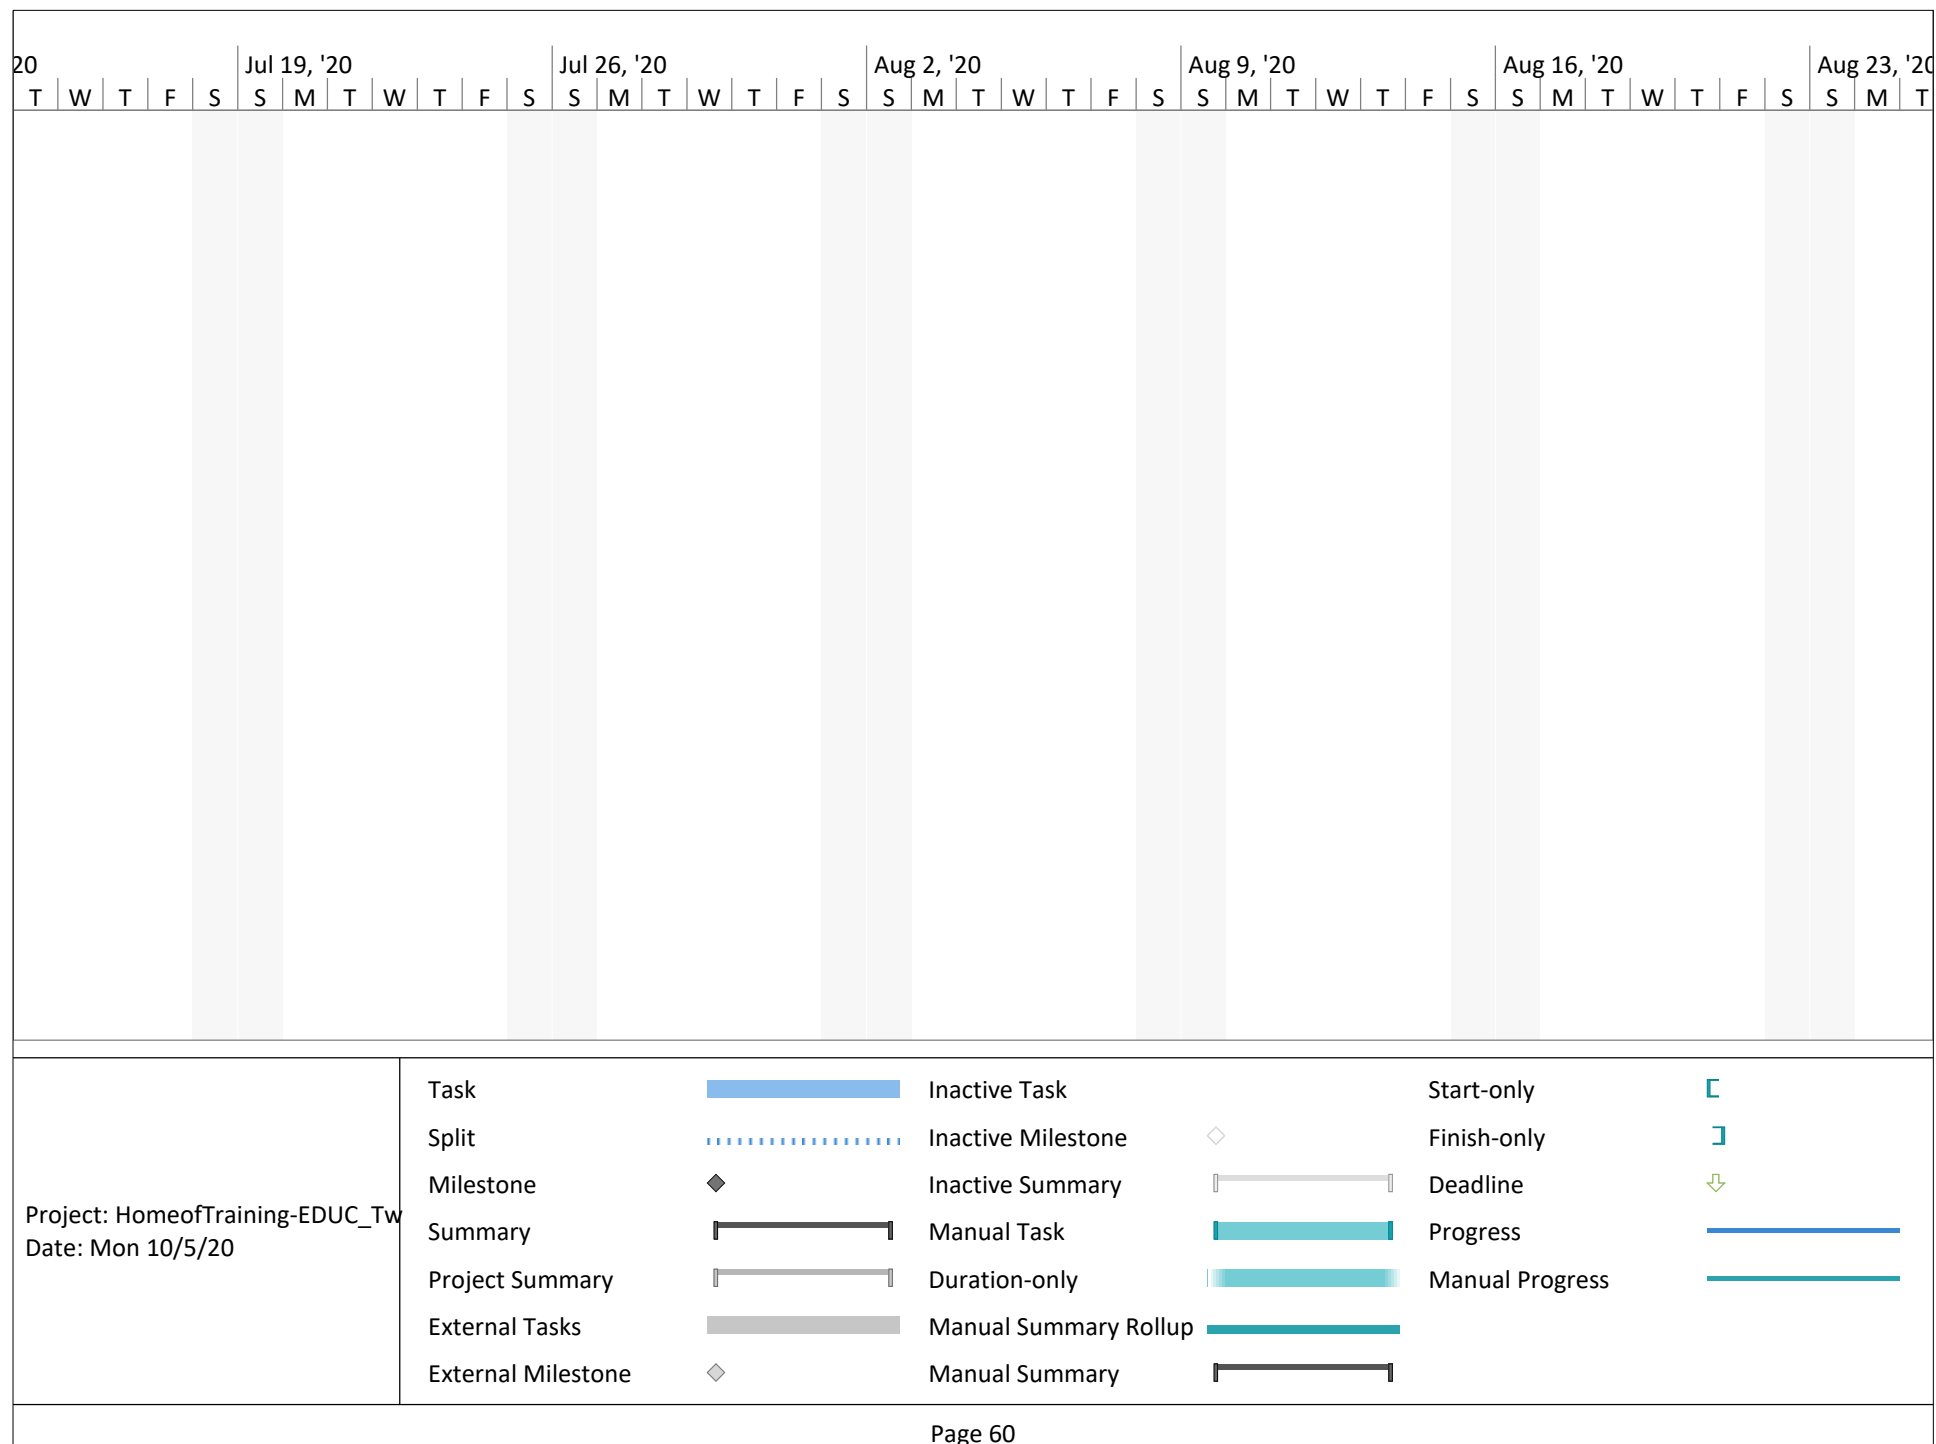 20 Jul 19, '20 Jul 26, '20 Aug 2, '20 Aug 9, '20 Aug 16, '20 Aug 23, '20
T W T F S S M T W T F S S M T W T F S S M T W T F S S M T W T F S S M T W T F S S M T
Task Inactive Task Start-only
Split Inactive Milestone Finish-only
Milestone Inactive Summary Deadline
Project: HomeofTraining-EDUC_Tw
Summary Manual Task Progress
Date: Mon 10/5/20
Project Summary Duration-only Manual Progress
External Tasks Manual Summary Rollup
External Milestone Manual Summary
Page 60